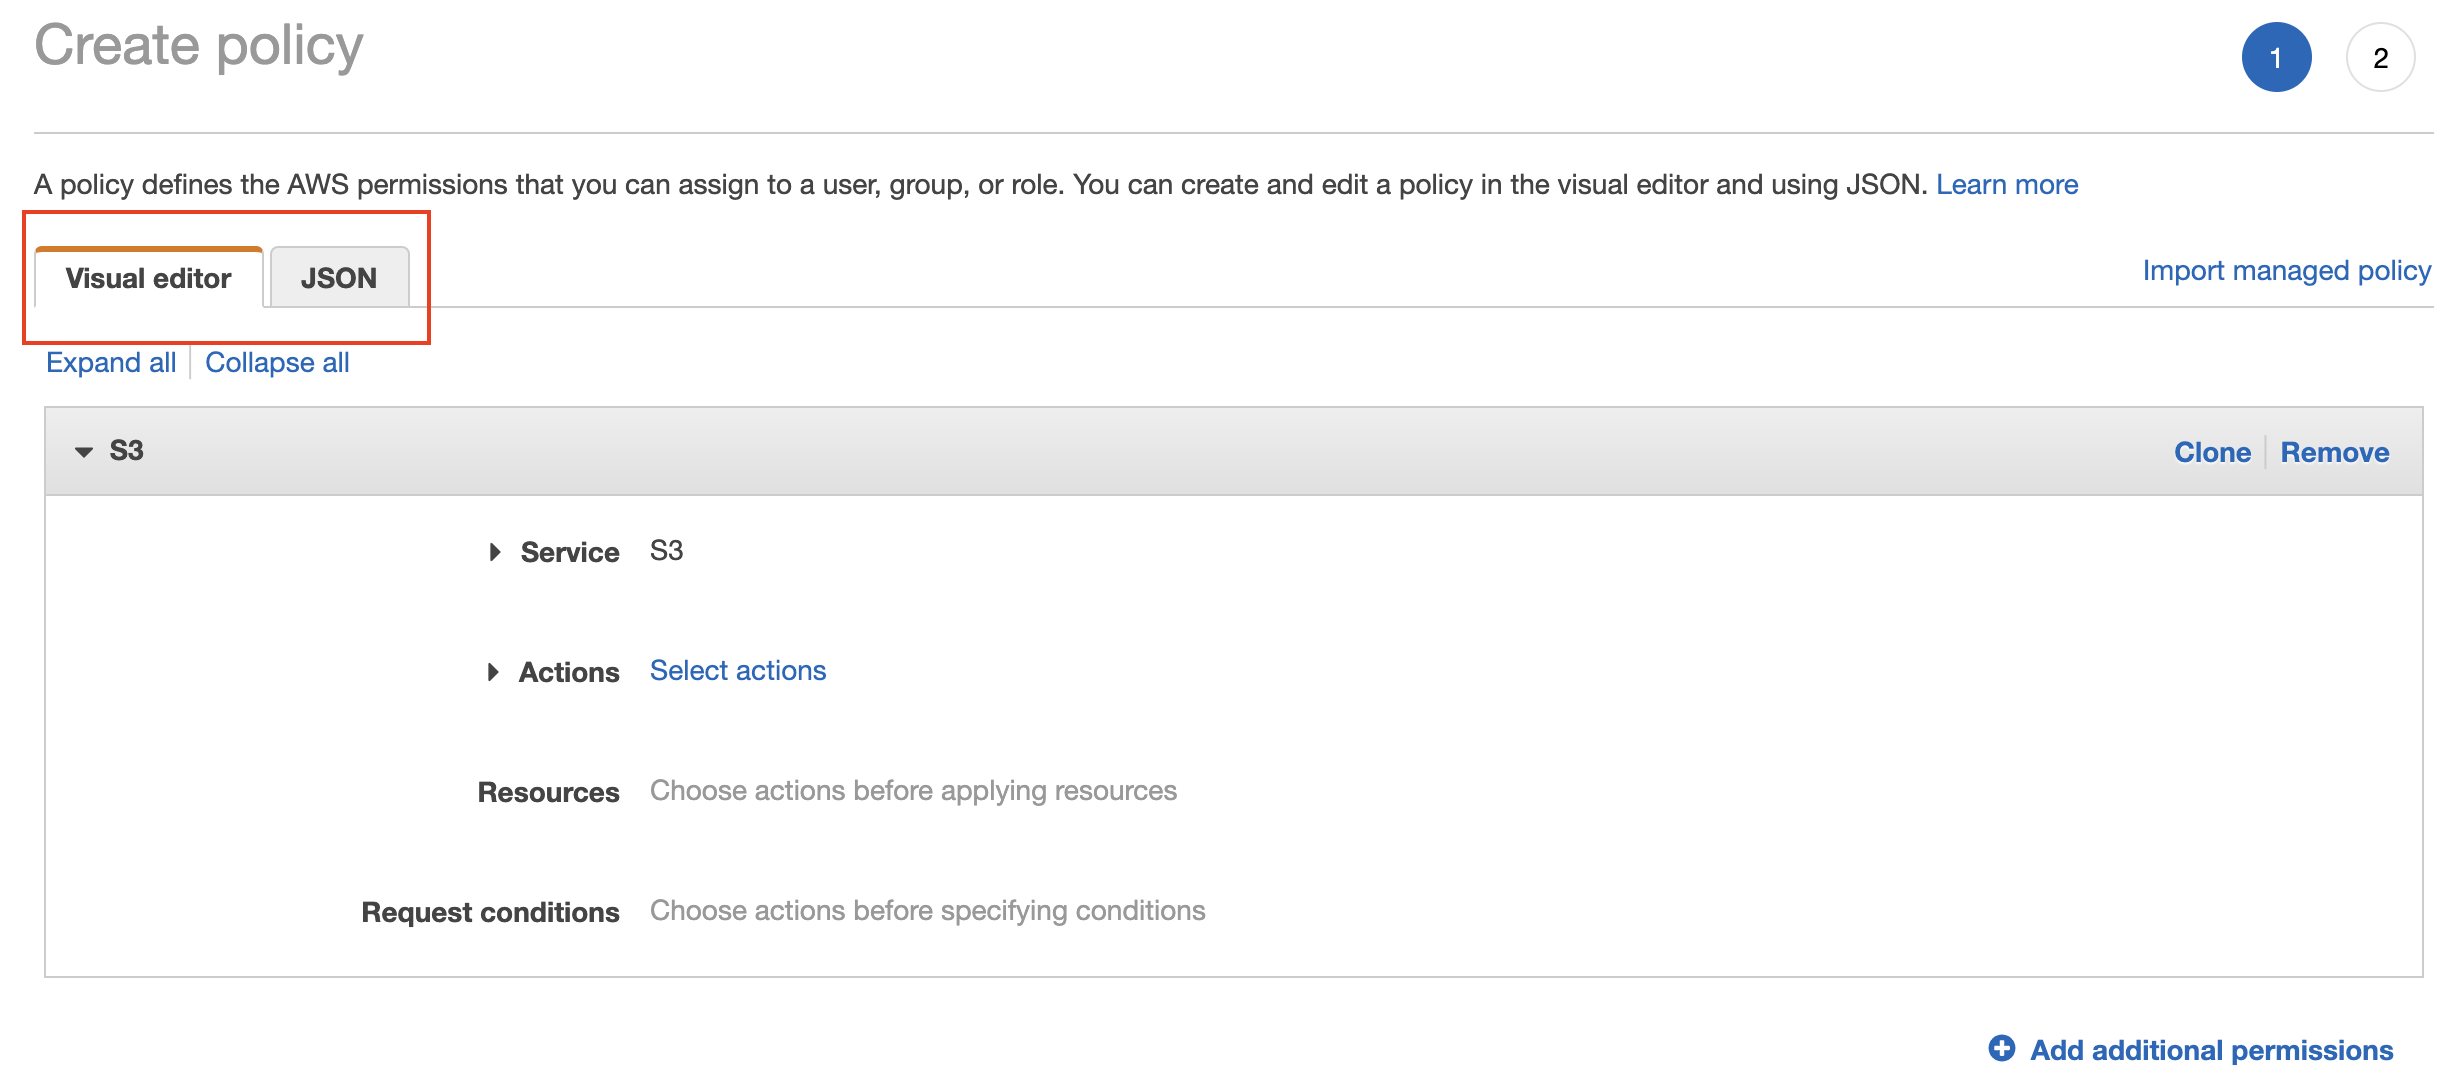 Create policy
1
2
A policy defines the AWS permissions that you can assign to a user, group, or role. You can create and edit a policy in the visual editor and using JSON. Learn more
Visual editor
JSON
Import managed policy
Expand all
Collapse all
S3
Clone
Remove
Service S3
Actions Select actions
Resources Choose actions before applying resources
Request conditions Choose actions before specifying conditions
Add additional permissions